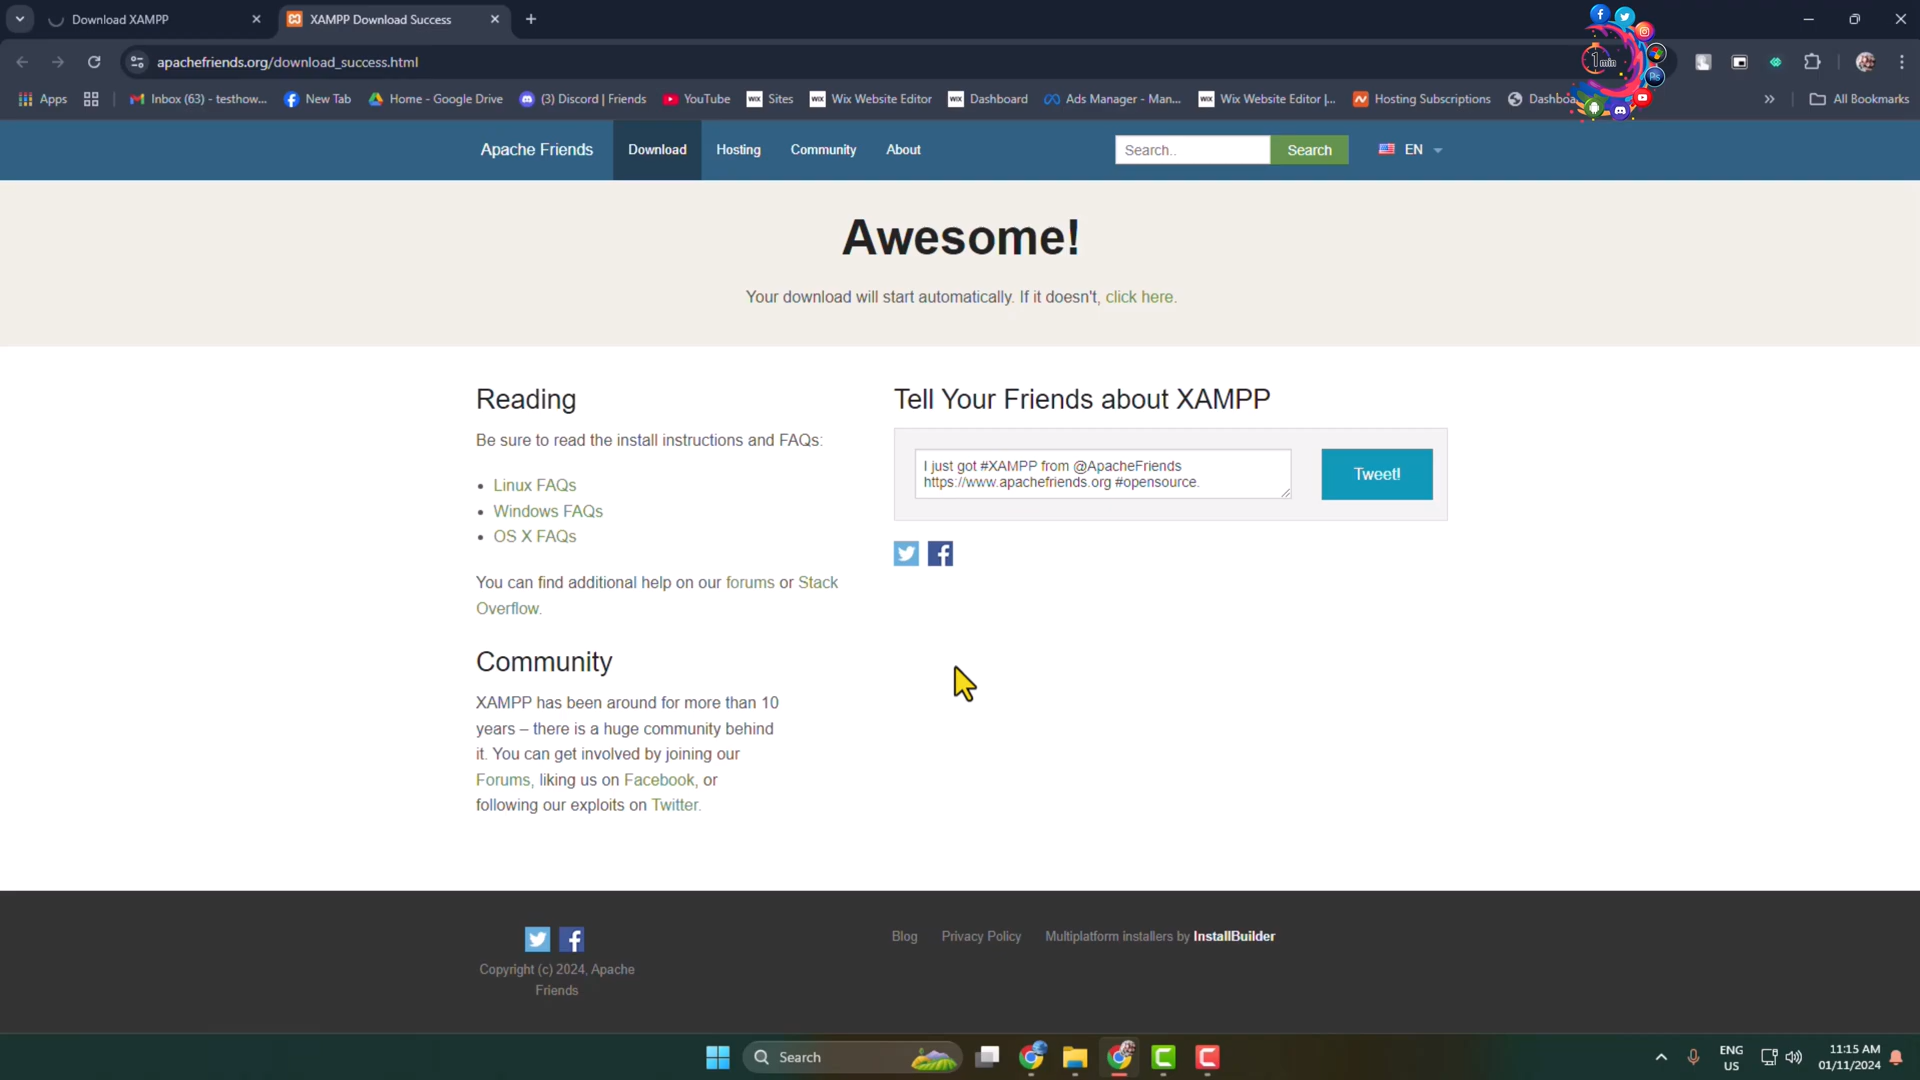 Download XAMPP
XAMPP Download Success
apachefriends.org/download_success.html
Apps
Inbox (63) - testhow...
New Tab
Home - Google Drive
(3) Discord | Friends
YouTube
Sites
Wix Website Editor
Dashboard
Ads Manager - Man...
Wix Website Editor |...
Hosting Subscriptions
All Bookmarks
1 min
Ps
Apache Friends
Download
Hosting
Community
About
Search..
Search
EN
Awesome!
Your download will start automatically. If it doesn't, click here.
Reading
Be sure to read the install instructions and FAQs:
Linux FAQs
Windows FAQs
OS X FAQs
You can find additional help on our forums or Stack
Overflow.
Community
XAMPP has been around for more than 10
years – there is a huge community behind
it. You can get involved by joining our
Forums, liking us on Facebook, or
following our exploits on Twitter.
Tell Your Friends about XAMPP
I just got #XAMPP from @ApacheFriends
https://www.apachefriends.org #opensource.
Tweet!
Copyright (c) 2024, Apache
Friends
Blog
Privacy Policy
Multiplatform installers by InstallBuilder
Search
ENG
US
11:15 AM
01/11/2024